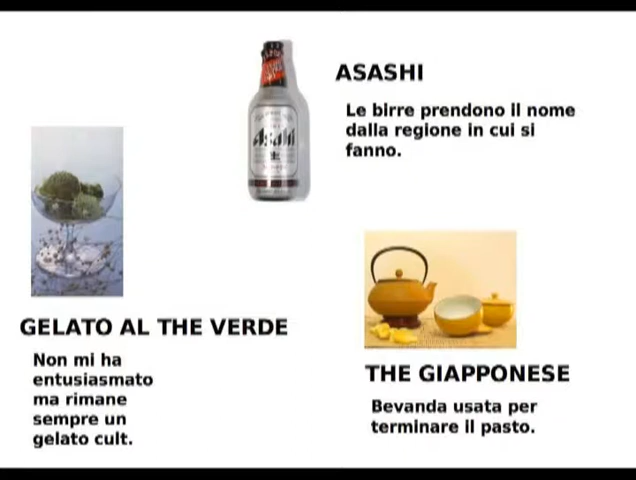 ASASHI
Le birre prendono il nome
dalla regione in cui si
fanno.
Asahi
GELATO AL THE VERDE
Non mi ha
entusiasmato
ma rimane
sempre un
gelato cult.
THE GIAPPONESE
Bevanda usata per
terminare il pasto.